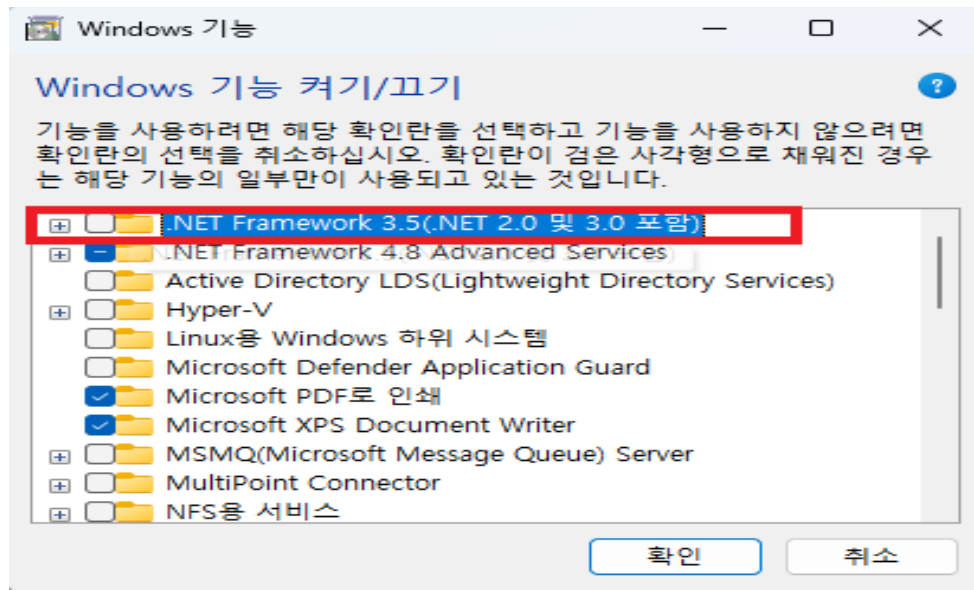 Windows 기능
Windows 기능 켜기/끄기
?
기능을 사용하려면 해당 확인란을 선택하고 기능을 사용하지 않으려면
확인란의 선택을 취소하십시오. 확인란이 검은 사각형으로 채워진 경우
는 해당 기능의 일부만이 사용되고 있는 것입니다.
.NET Framework 3.5(.NET 2.0 및 3.0 포함)
.NET Framework 4.8 Advanced Services
Active Directory LDS(Lightweight Directory Services)
Hyper-V
Linux용 Windows 하위 시스템
Microsoft Defender Application Guard
Microsoft PDF로 인쇄
Microsoft XPS Document Writer
MSMQ(Microsoft Message Queue) Server
MultiPoint Connector
NFS용 서비스
확인 취소